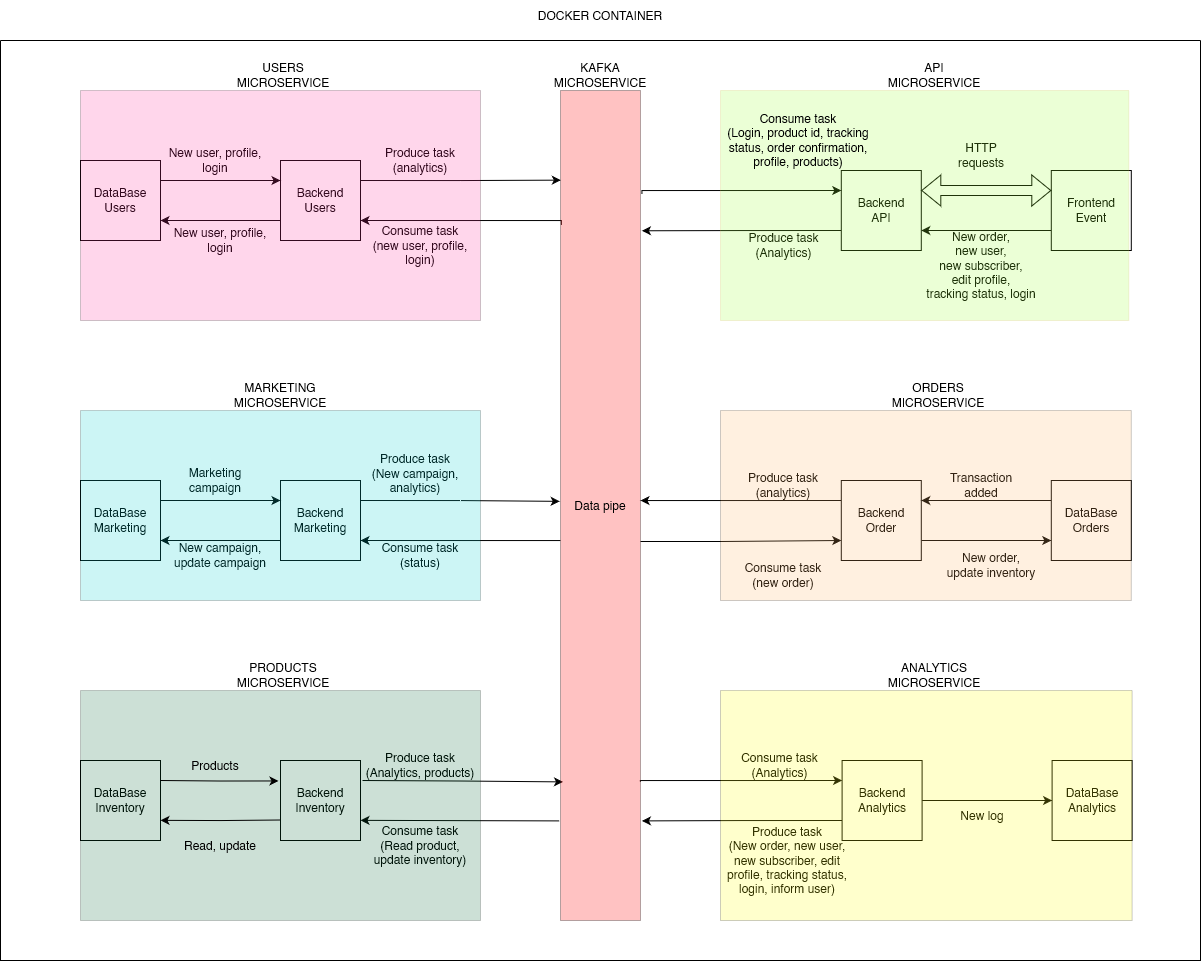 DOCKER CONTAINER
USERS
MICROSERVICE
KAFKA
MICROSERVICE
API
MICROSERVICE
New user, profile,
login
Produce task
(analytics)
DataBase
Users
Backend
Users
New user, profile,
login
Consume task
(new user, profile,
login)
Consume task
(Login, product id, tracking
status, order confirmation,
profile, products)
HTTP
requests
Backend
API
Frontend
Event
Produce task
(Analytics)
New order,
new user,
new subscriber,
edit profile,
tracking status, login
MARKETING
MICROSERVICE
ORDERS
MICROSERVICE
Marketing
campaign
Produce task
(New campaign,
analytics)
DataBase
Marketing
Backend
Marketing
New campaign,
update campaign
Consume task
(status)
Data pipe
Produce task
(analytics)
Transaction
added
Backend
Order
DataBase
Orders
Consume task
(new order)
New order,
update inventory
PRODUCTS
MICROSERVICE
ANALYTICS
MICROSERVICE
Products
Produce task
(Analytics, products)
DataBase
Inventory
Backend
Inventory
Read, update
Consume task
(Read product,
update inventory)
Consume task
(Analytics)
Backend
Analytics
DataBase
Analytics
New log
Produce task
(New order, new user,
new subscriber, edit
profile, tracking status,
login, inform user)